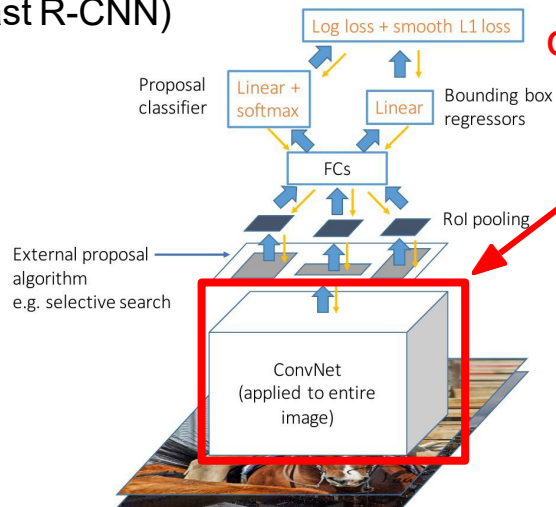 ast R-CNN)
Log loss + smooth L1 loss
Proposal
classifier
Linear +
softmax
Linear
Bounding box
regressors
FCs
RoI pooling
External proposal
algorithm
e.g. selective search
ConvNet
(applied to entire
image)